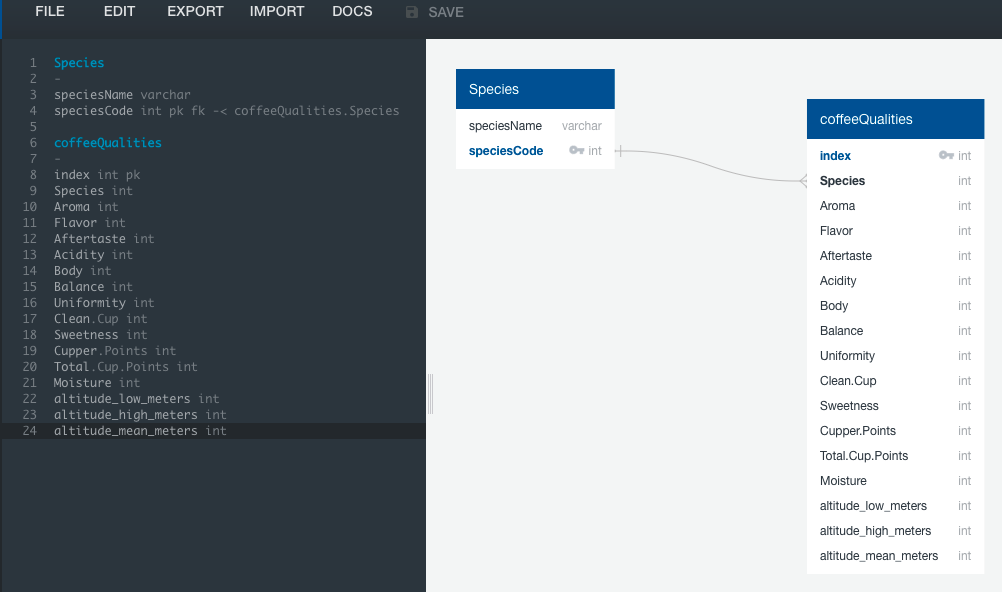 FILE EDIT EXPORT IMPORT DOCS SAVE
1 Species
2 -
3 speciesName varchar
4 speciesCode int pk fk -< coffeeQualities.Species
5
6 coffeeQualities
7 -
8 index int pk
9 Species int
10 Aroma int
11 Flavor int
12 Aftertaste int
13 Acidity int
14 Body int
15 Balance int
16 Uniformity int
17 Clean.Cup int
18 Sweetness int
19 Cupper.Points int
20 Total.Cup.Points int
21 Moisture int
22 altitude_low_meters int
23 altitude_high_meters int
24 altitude_mean_meters int
Species
speciesName varchar
speciesCode int
coffeeQualities
index int
Species int
Aroma int
Flavor int
Aftertaste int
Acidity int
Body int
Balance int
Uniformity int
Clean.Cup int
Sweetness int
Cupper.Points int
Total.Cup.Points int
Moisture int
altitude_low_meters int
altitude_high_meters int
altitude_mean_meters int